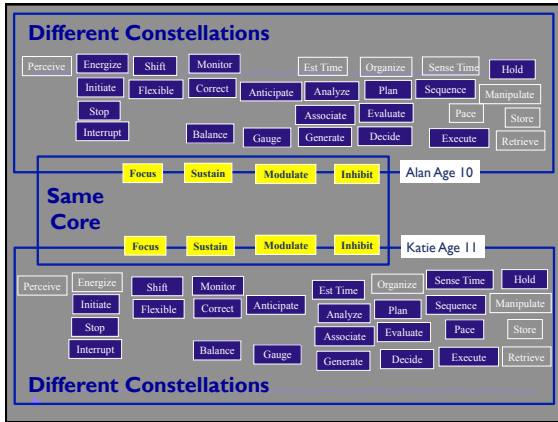 Different Constellations
Perceive Energize Shift Monitor Est Time Organize Sense Time Hold
Initiate Flexible Correct Anticipate Analyze Plan Sequence Manipulate
Stop Associate Evaluate Pace Store
Interrupt Balance Gauge Generate Decide Execute Retrieve
Focus Sustain Modulate Inhibit Alan Age 10
Same
Core
Focus Sustain Modulate Inhibit Katie Age 11
Perceive Energize Shift Monitor Est Time Organize Sense Time Hold
Initiate Flexible Correct Anticipate Analyze Plan Sequence Manipulate
Stop Associate Evaluate Pace Store
Interrupt Balance Gauge Generate Decide Execute Retrieve
Different Constellations